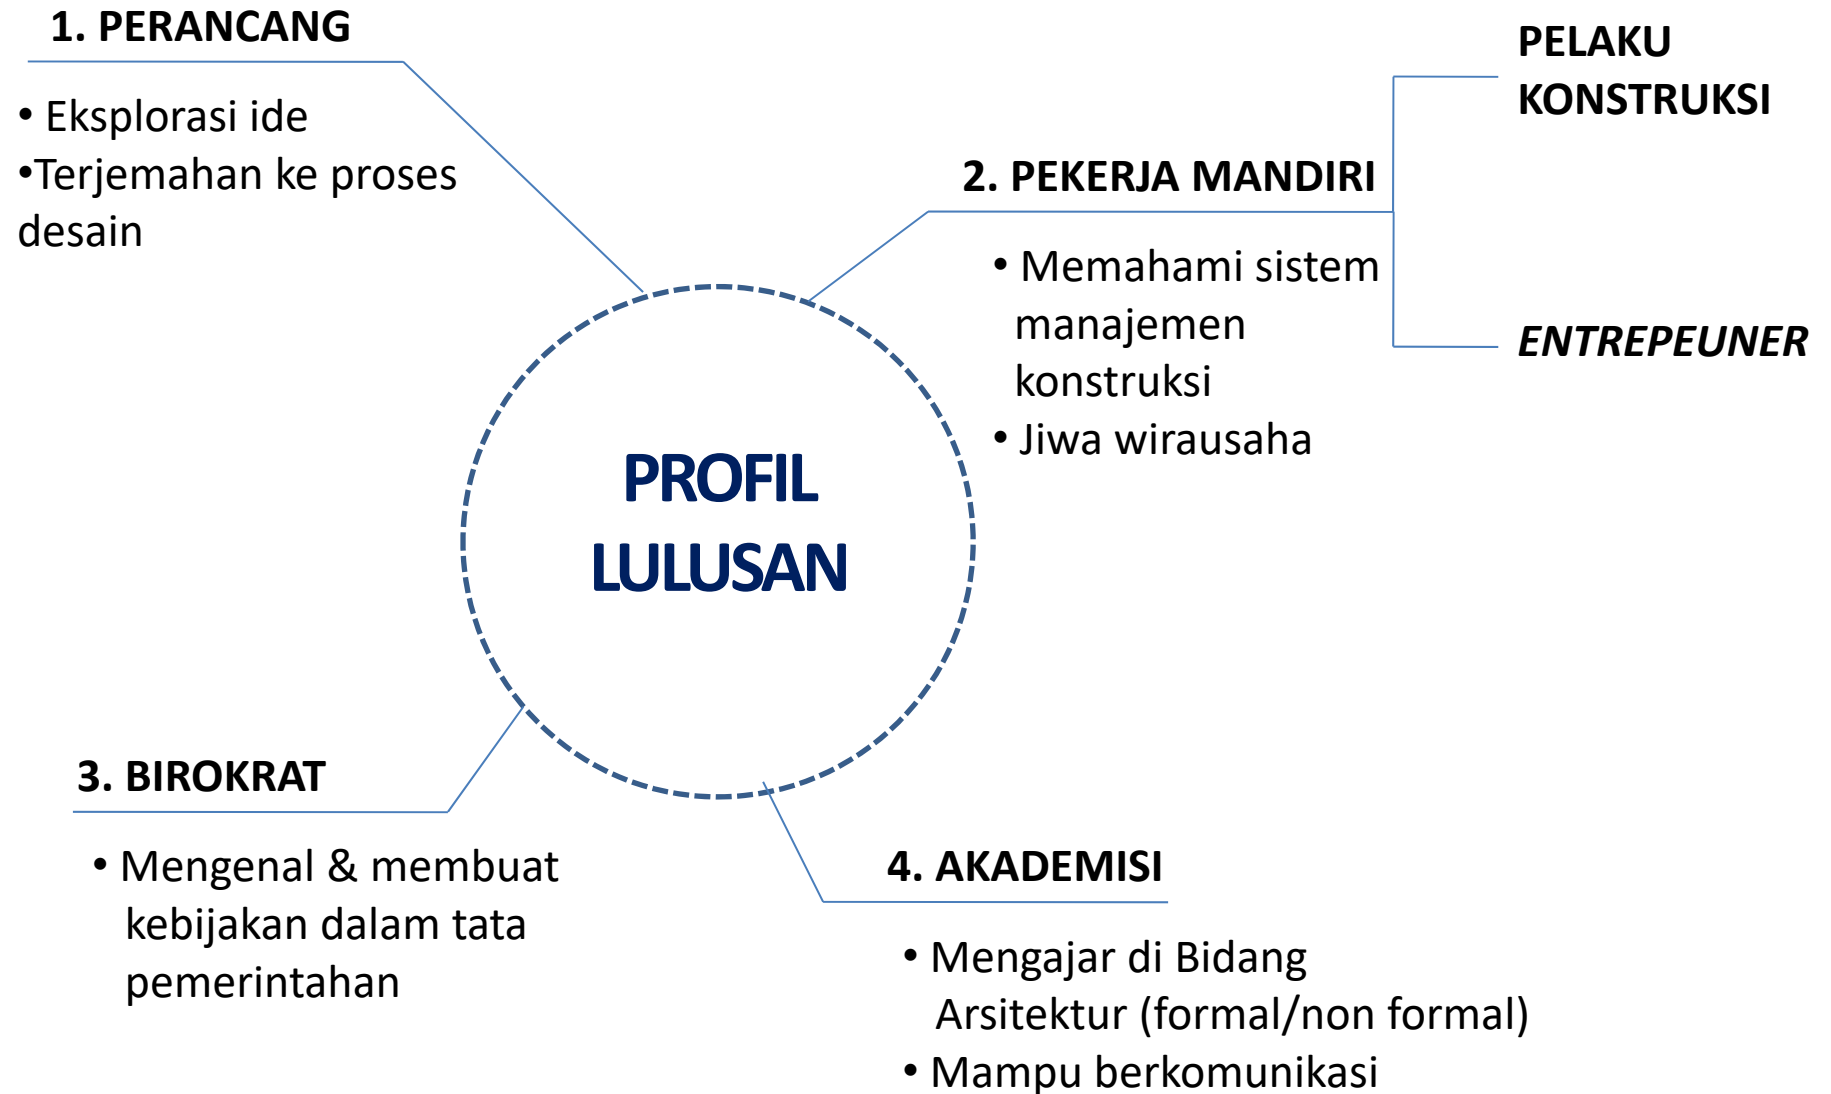 1. PERANCANG
• Eksplorasi ide
•Terjemahan ke proses
desain
2. PEKERJA MANDIRI
• Memahami sistem
manajemen
konstruksi
• Jiwa wirausaha
PELAKU
KONSTRUKSI
ENTREPEUNER
PROFIL
LULUSAN
3. BIROKRAT
• Mengenal & membuat
kebijakan dalam tata
pemerintahan
4. AKADEMISI
• Mengajar di Bidang
Arsitektur (formal/non formal)
• Mampu berkomunikasi